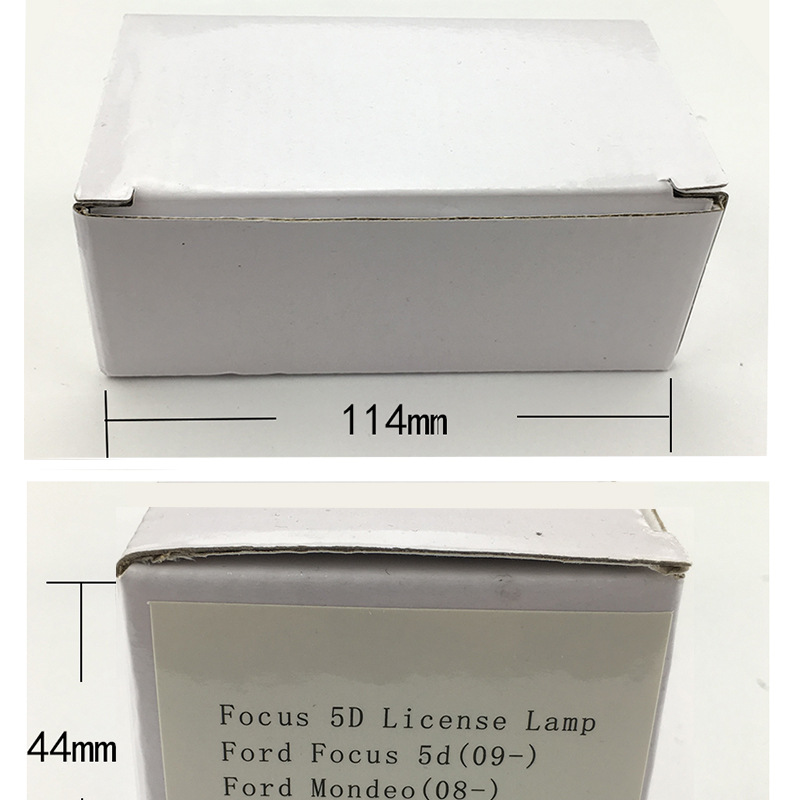 114mm
44mm
Focus 5D License Lamp
Ford Focus 5d(09-)
Ford Mondeo(08-)